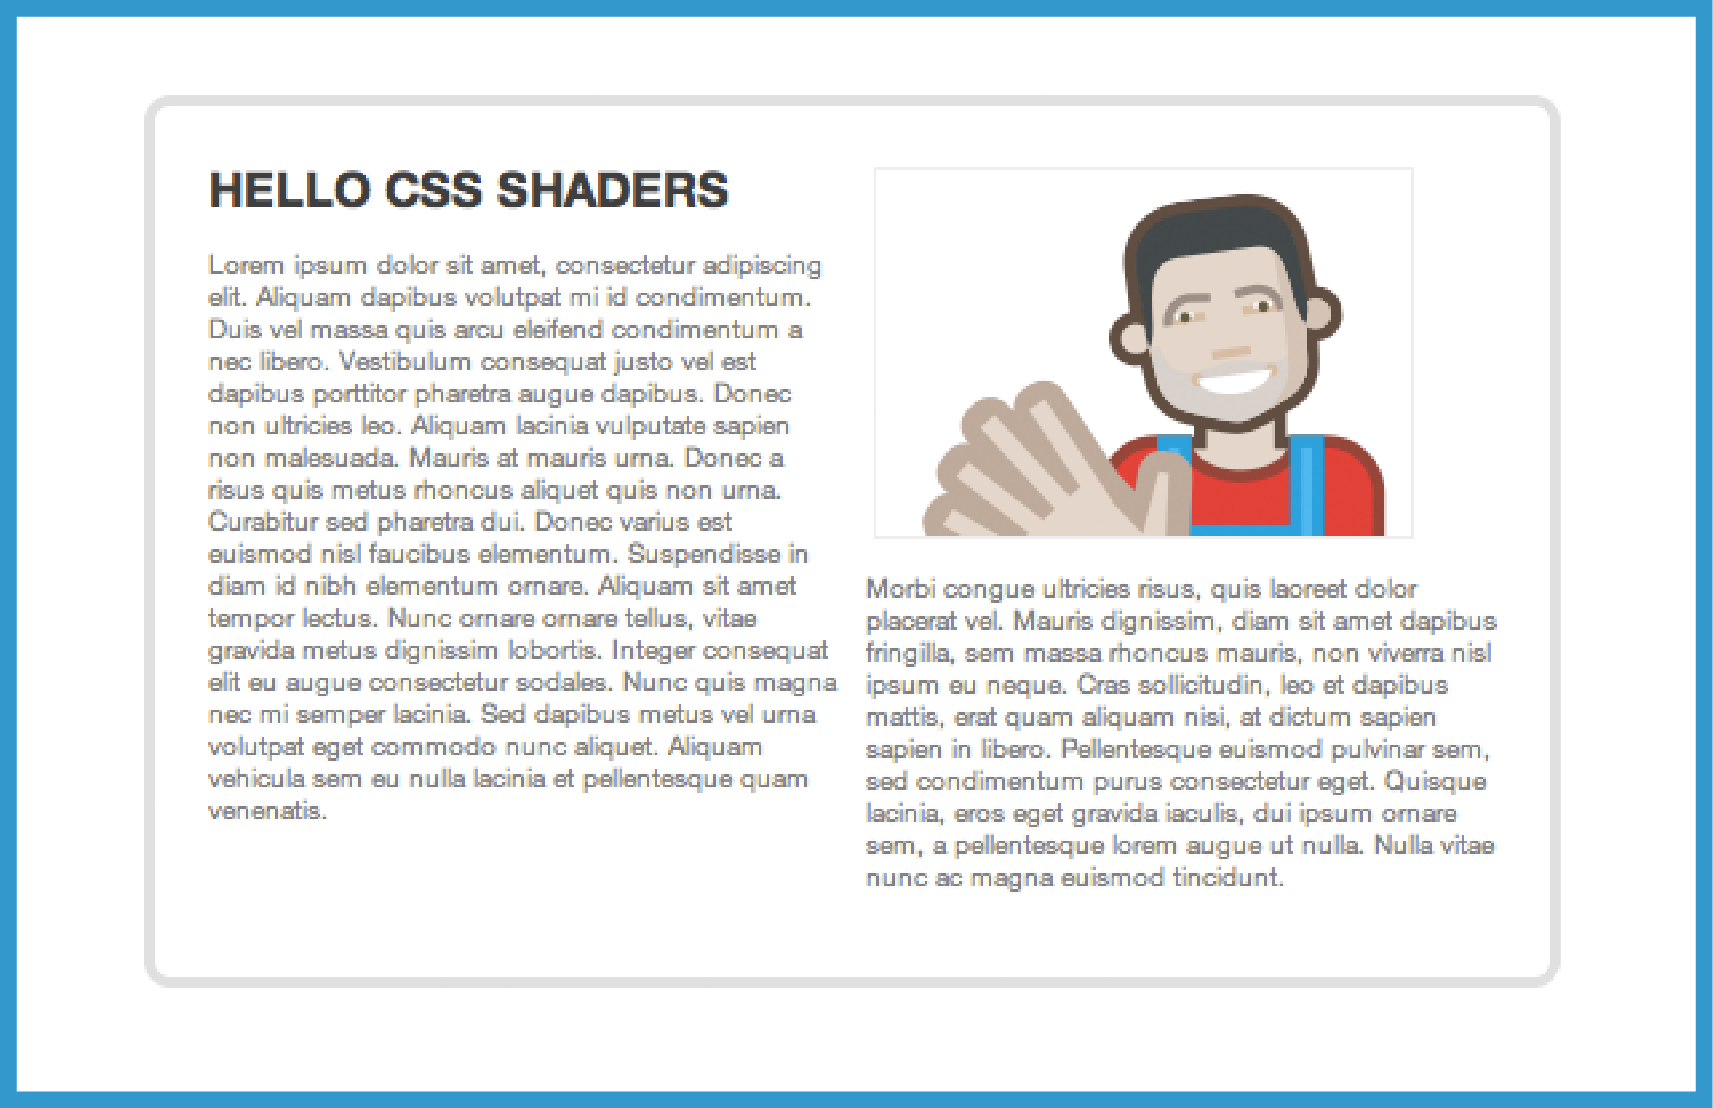 HELLO CSS SHADERS
Lorem ipsum dolor sit amet, consectetur adipiscing
elit. Aliquam dapibus volutpat mi id condimentum.
Duis vel massa quis arcu eleifend condimentum a
nec libero. Vestibulum consequat justo vel est
dapibus porttitor pharetra augue dapibus. Donec
non ultricies leo. Aliquam lacinia vulputate sapien
non malesuada. Mauris at mauris urna. Donec a
risus quis metus rhoncus aliquet quis non urna.
Curabitur sed pharetra dui. Donec varius est
euismod nisl faucibus elementum. Suspendisse in
diam id nibh elementum ornare. Aliquam sit amet
tempor lectus. Nunc ornare ornare tellus, vitae
gravida metus dignissim lobortis. Integer consequat
elit eu augue consectetur sodales. Nunc quis magna
nec mi semper lacinia. Sed dapibus metus vel urna
volutpat eget commodo nunc aliquet. Aliquam
vehicula sem eu nulla lacinia et pellentesque quam
venenatis.
Morbi congue ultricies risus, quis laoreet dolor
placerat vel. Mauris dignissim, diam sit amet dapibus
fringilla, sem massa rhoncus mauris, non viverra nisl
ipsum eu neque. Cras sollicitudin, leo et dapibus
mattis, erat quam aliquam nisi, at dictum sapien
sapien in libero. Pellentesque euismod pulvinar sem,
sed condimentum purus consectetur eget. Quisque
lacinia, eros eget gravida iaculis, dui ipsum ornare
sem, a pellentesque lorem augue ut nulla. Nulla vitae
nunc ac magna euismod tincidunt.